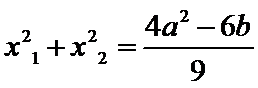 x²₁ + x²₂ = (4a² − 6b) / 9